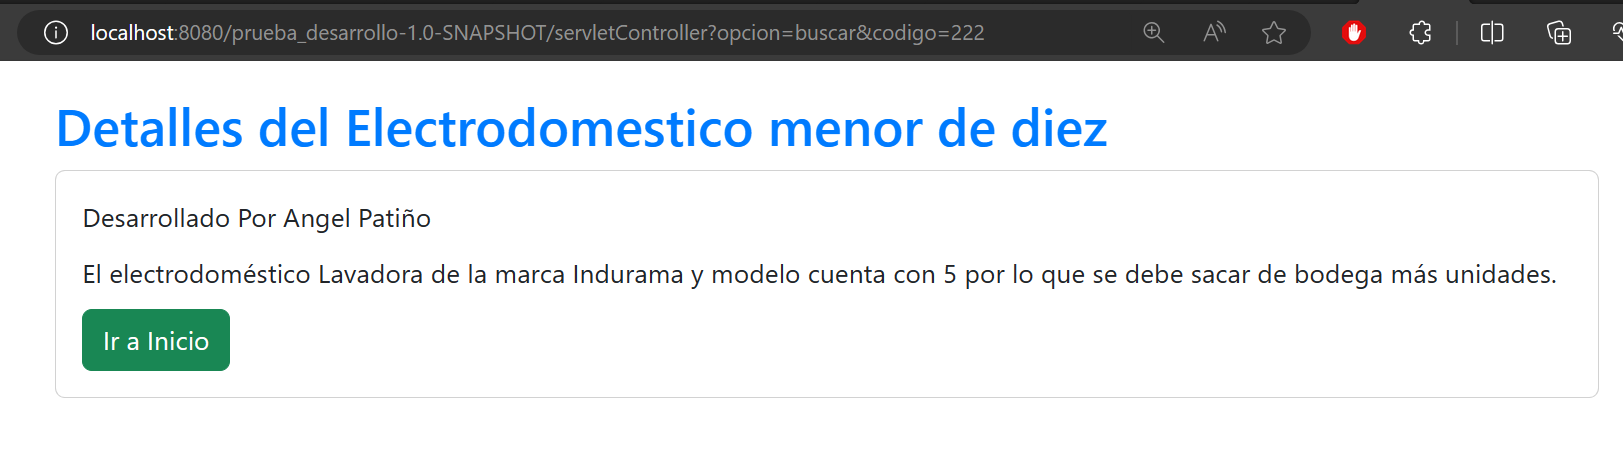 localhost:8080/prueba_desarrollo-1.0-SNAPSHOT/servletController?opcion=buscar&codigo=222
Detalles del Electrodomestico menor de diez
Desarrollado Por Angel Patiño
El electrodoméstico Lavadora de la marca Indurama y modelo cuenta con 5 por lo que se debe sacar de bodega más unidades.
Ir a Inicio